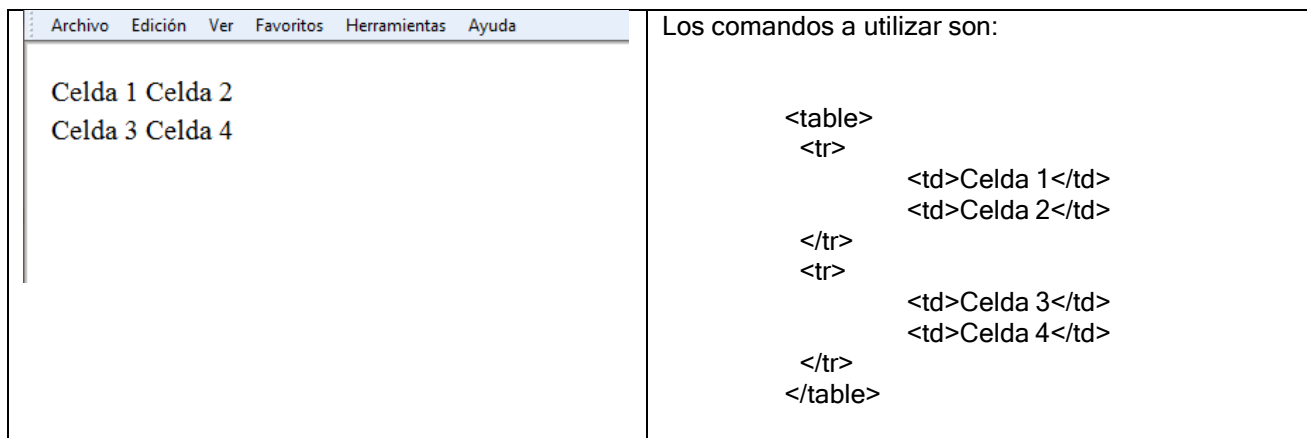 Archivo Edición Ver Favoritos Herramientas Ayuda
Celda 1 Celda 2
Celda 3 Celda 4
Los comandos a utilizar son:
<table>
<tr>
<td>Celda 1</td>
<td>Celda 2</td>
</tr>
<tr>
<td>Celda 3</td>
<td>Celda 4</td>
</tr>
</table>